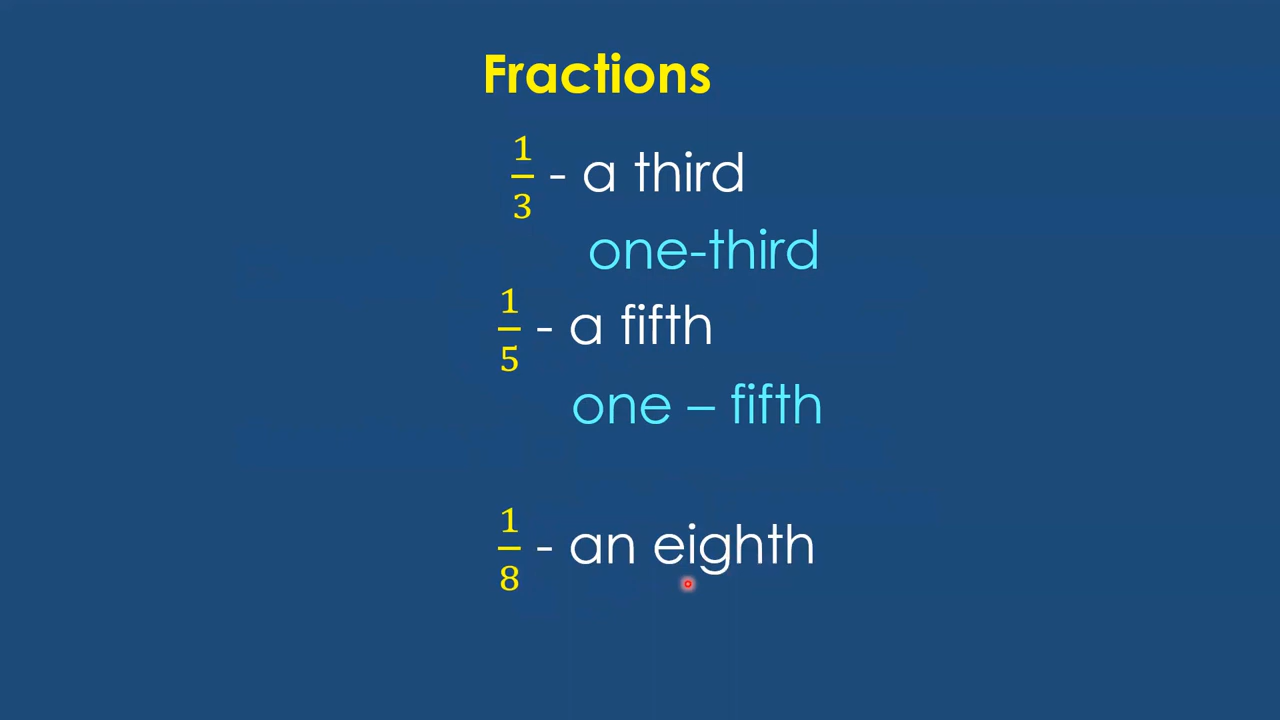 Fractions
1/3 - a third
one-third
1/5 - a fifth
one – fifth
1/8 - an eighth